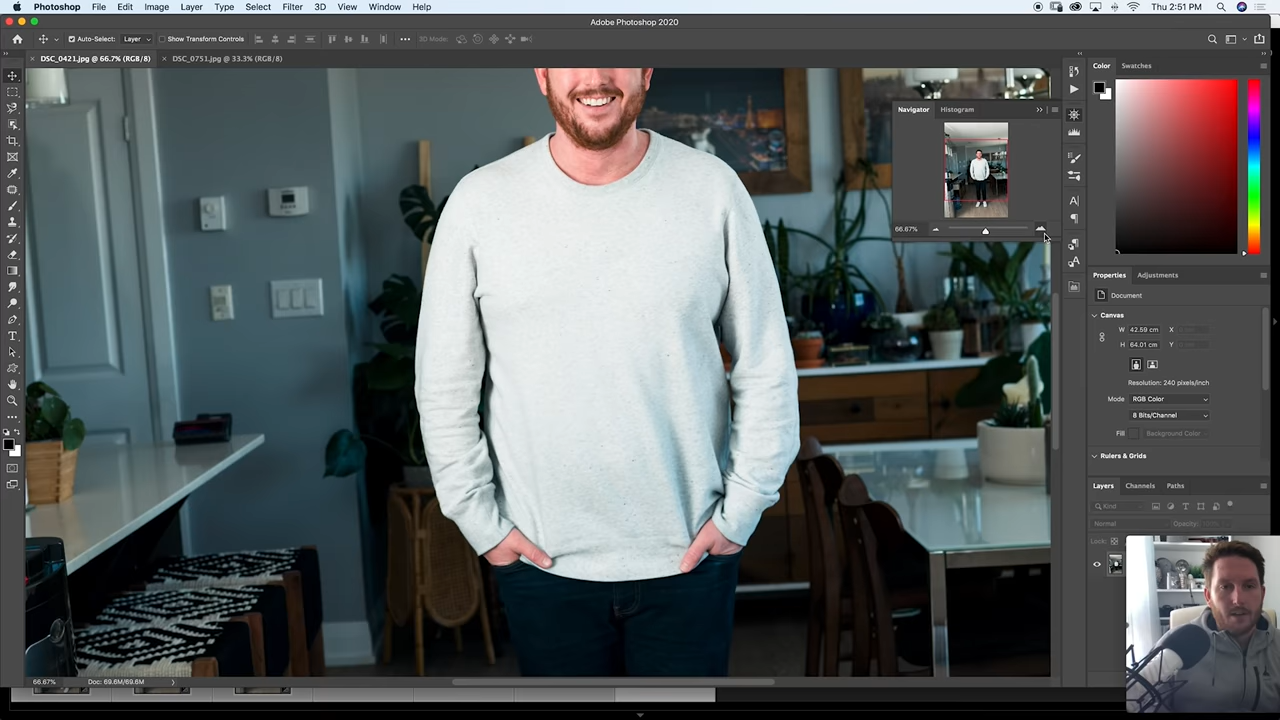 Photoshop File Edit Image Layer Type Select Filter 3D View Window Help Thu 2:51 PM
Adobe Photoshop 2020
Auto-Select: Layer Show Transform Controls 3D Mode:
DSC_0421.jpg @ 66.7% (RGB/8) DSC_0751.jpg @ 33.3% (RGB/8)
Color Swatches
Navigator Histogram
66.67%
Properties Adjustments
Document
Canvas
W 42.59 cm X
H 64.01 cm Y
Resolution: 240 pixels/inch
Mode RGB Color
8 Bits/Channel
Fill Background Color
Rulers & Grids
Layers Channels Paths
Kind
Normal Opacity:
Lock:
66.67% Doc: 69.6M/69.6M